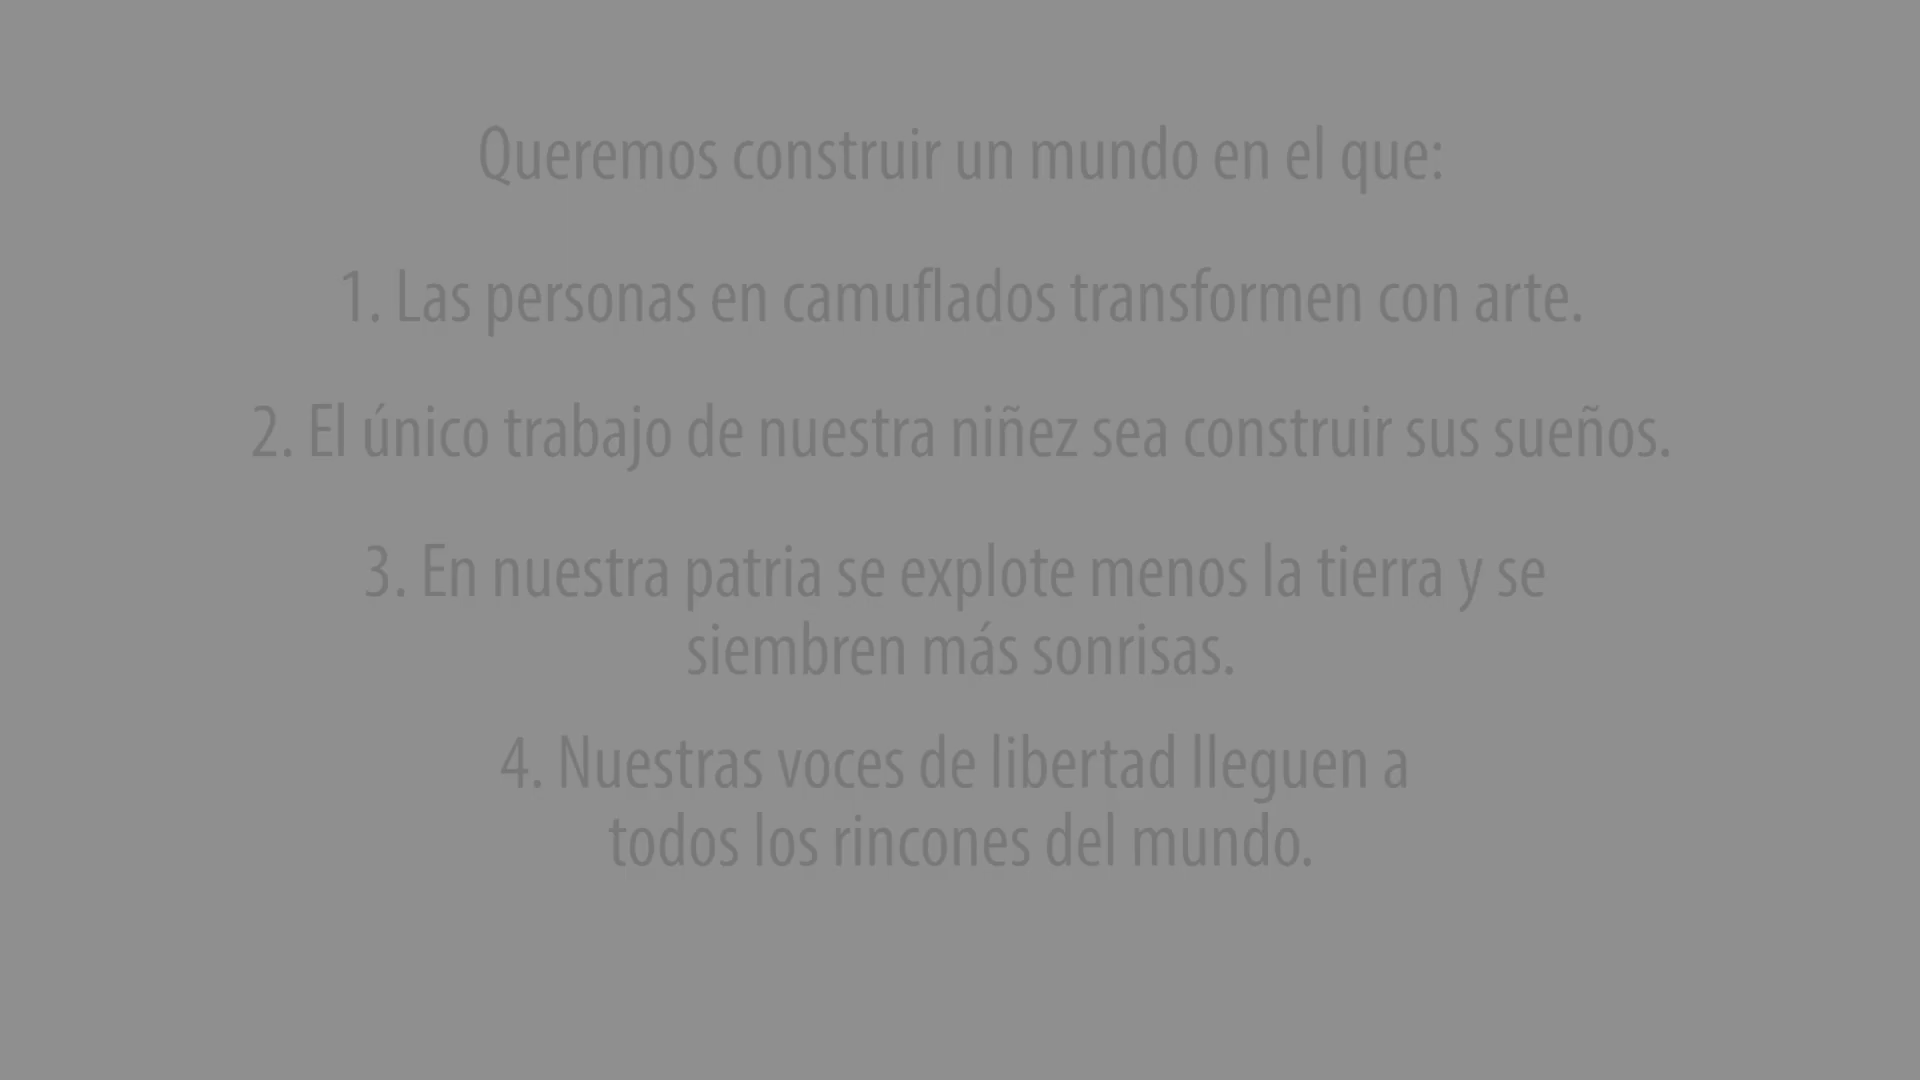 Queremos construir un mundo en el que:
1. Las personas en camuflados transformen con arte.
2. El único trabajo de nuestra niñez sea construir sus sueños.
3. En nuestra patria se explote menos la tierra y se
siembren más sonrisas.
4. Nuestras voces de libertad lleguen a
todos los rincones del mundo.